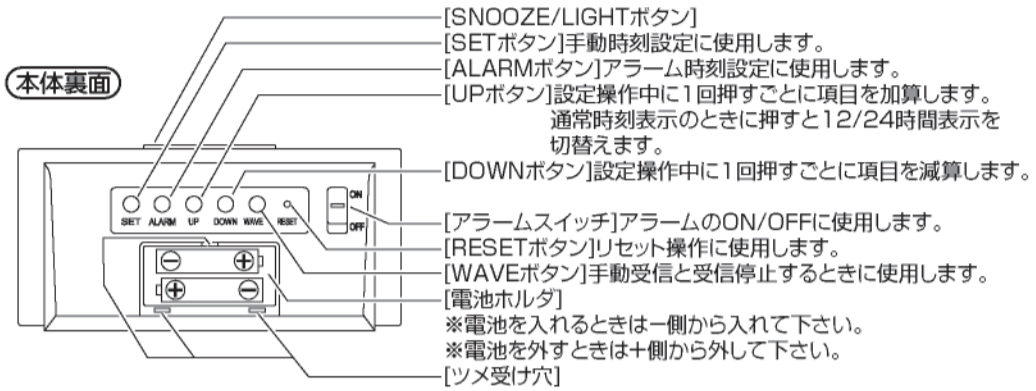 [SNOOZE/LIGHTボタン]
[SETボタン]手動時刻設定に使用します。
[ALARMボタン]アラーム時刻設定に使用します。
本体裏面
[UPボタン]設定操作中に1回押すごとに項目を加算します。
通常時刻表示のときに押すと12/24時間表示を
切替えます。
[DOWNボタン]設定操作中に1回押すごとに項目を減算します。
SET ALARM UP DOWN WAVE RESET
ON
OFF
[アラームスイッチ]アラームのON/OFFに使用します。
[RESETボタン]リセット操作に使用します。
[WAVEボタン]手動受信と受信停止するときに使用します。
⊖ ⊕
⊕ ⊖
[電池ホルダ]
※電池を入れるときは－側から入れて下さい。
※電池を外すときは＋側から外して下さい。
[ツメ受け穴]